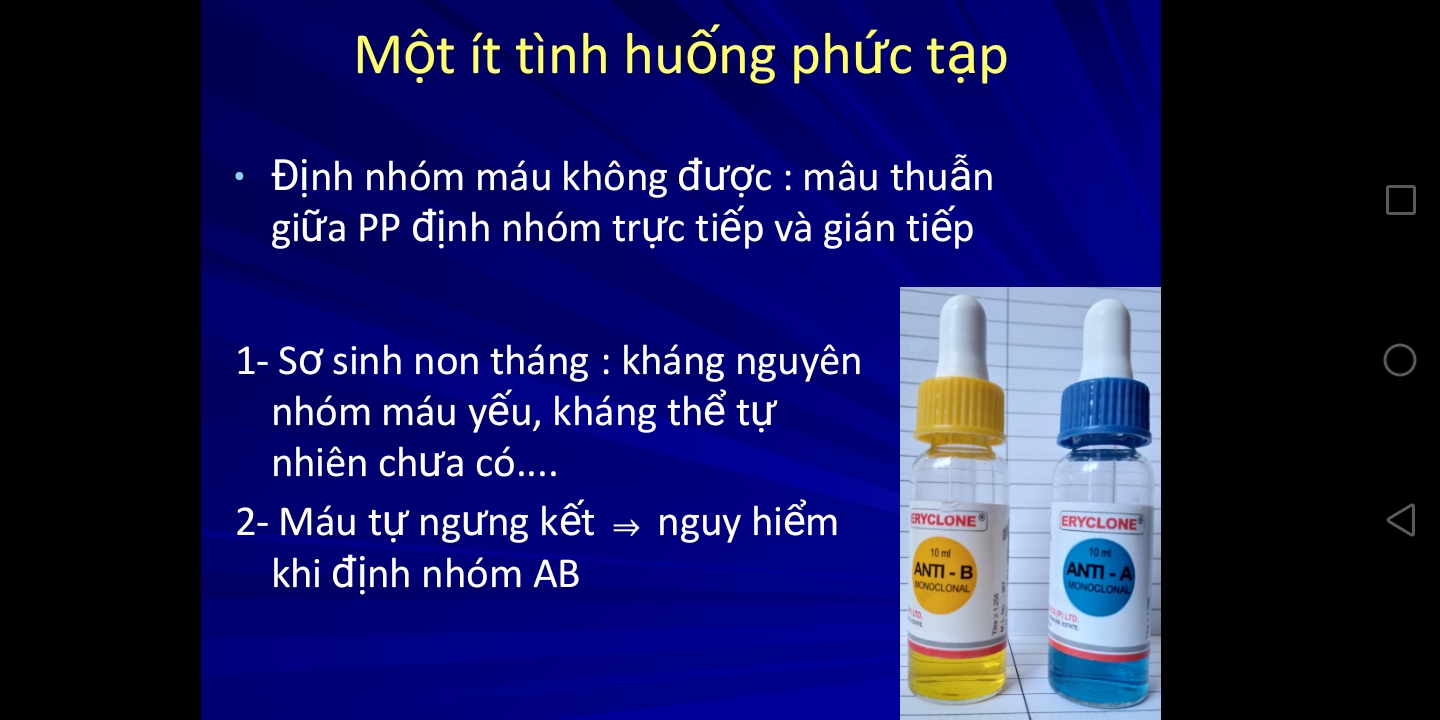 Một ít tình huống phức tạp
• Định nhóm máu không được : mâu thuẫn
giữa PP định nhóm trực tiếp và gián tiếp
1- Sơ sinh non tháng : kháng nguyên
nhóm máu yếu, kháng thể tự
nhiên chưa có....
2- Máu tự ngưng kết ⇒ nguy hiểm
khi định nhóm AB
ERYCLONE®
10 ml
ANTI - B
MONOCLONAL
LTD.
ERYCLONE®
10 ml
ANTI - A
MONOCLONAL
(P) LTD.
ESTATE,